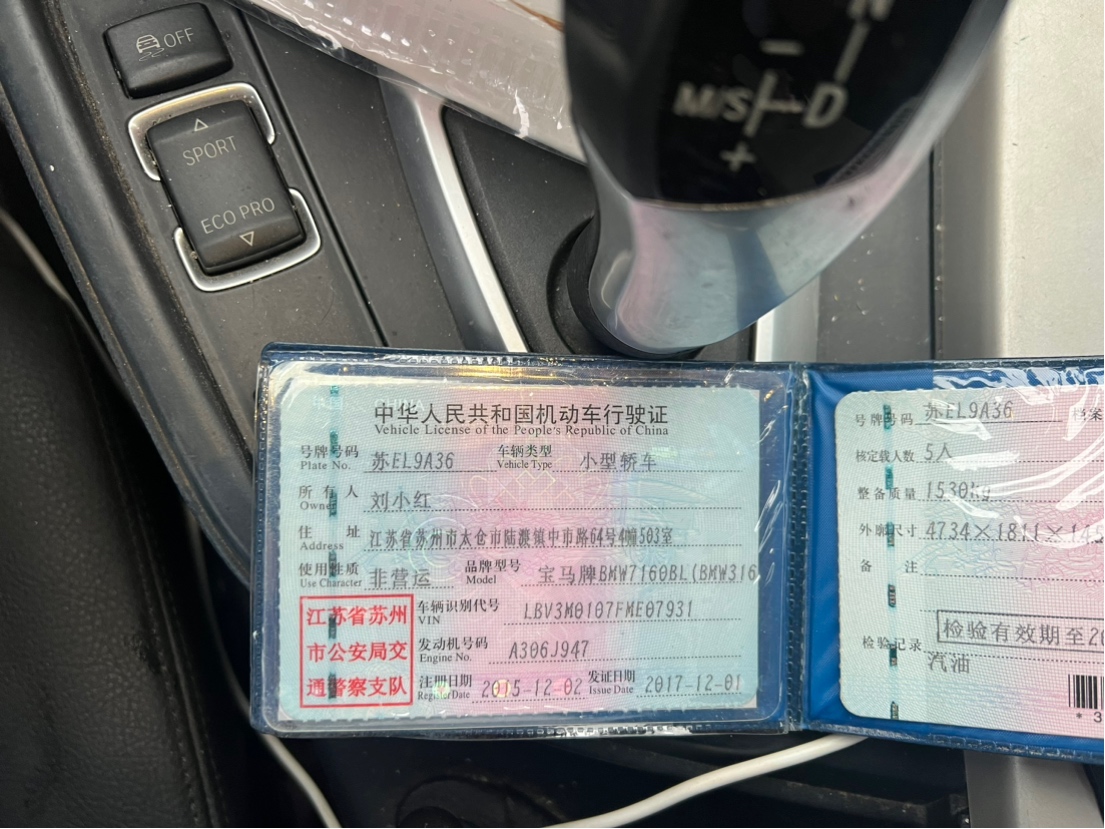 OFF
SPORT
ECO PRO
N
−
M/S D
+
中华人民共和国机动车行驶证
Vehicle License of the People's Republic of China
号牌号码 苏EL9A36 车辆类型 小型轿车
Plate No. Vehicle Type
所有人 刘小红
Owner
住址 江苏省苏州市太仓市陆渡镇中市路64号4幢503室
Address
使用性质 非营运 品牌型号 宝马牌BMW7160BL(BMW316
Use Character Model
江苏省苏州
市公安局交
通警察支队
车辆识别代号 LBV3M0107FME07931
VIN
发动机号码 A306J947
Engine No.
注册日期 2015-12-02 发证日期 2017-12-01
Register Date Issue Date
号牌号码 苏EL9A36 档案
核定载人数 5人
整备质量 1530kg
外廓尺寸 4734×1811×145
备注
检验有效期至20
检验记录
汽油
* 3